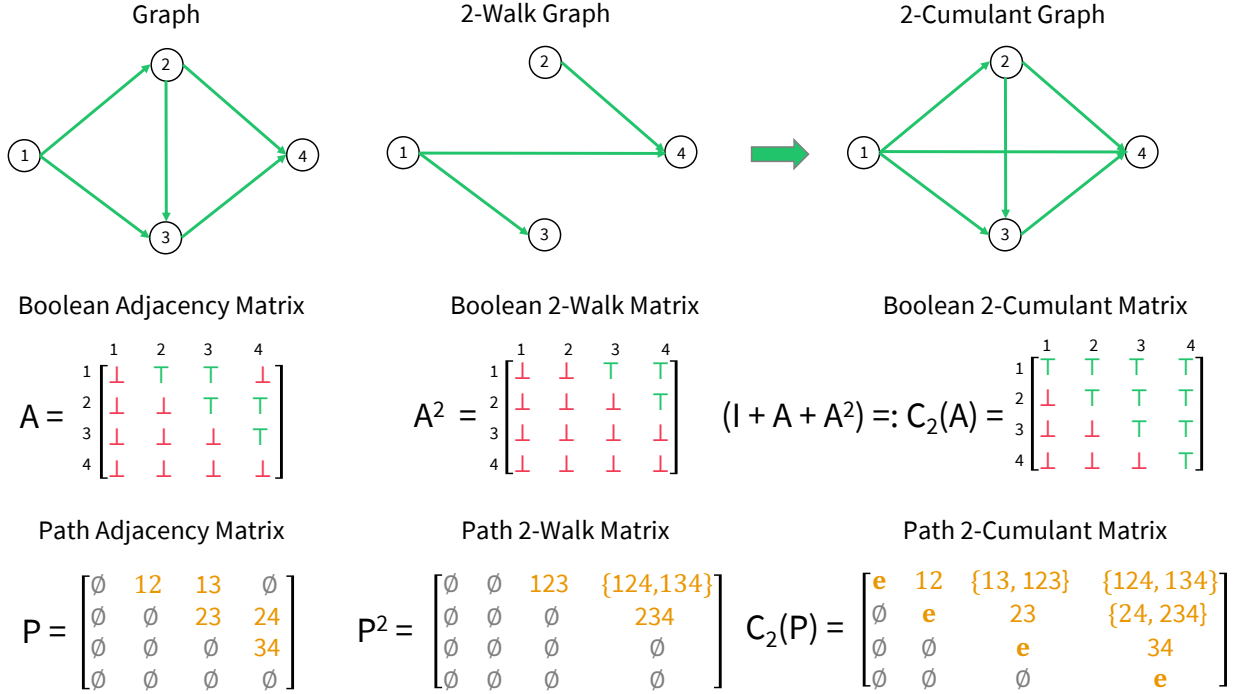 Graph
2-Walk Graph
2-Cumulant Graph
2
1
4
3
2
1
4
3
2
1
4
3
Boolean Adjacency Matrix
Boolean 2-Walk Matrix
Boolean 2-Cumulant Matrix
1 2 3 4
A = 
1 ⊥ ⊤ ⊤ ⊥
2 ⊥ ⊥ ⊤ ⊤
3 ⊥ ⊥ ⊥ ⊤
4 ⊥ ⊥ ⊥ ⊥
1 2 3 4
A² =
1 ⊥ ⊥ ⊤ ⊤
2 ⊥ ⊥ ⊥ ⊤
3 ⊥ ⊥ ⊥ ⊥
4 ⊥ ⊥ ⊥ ⊥
1 2 3 4
(I + A + A²) =: C₂(A) =
1 ⊤ ⊤ ⊤ ⊤
2 ⊥ ⊤ ⊤ ⊤
3 ⊥ ⊥ ⊤ ⊤
4 ⊥ ⊥ ⊥ ⊤
Path Adjacency Matrix
Path 2-Walk Matrix
Path 2-Cumulant Matrix
P =
∅ 12 13 ∅
∅ ∅ 23 24
∅ ∅ ∅ 34
∅ ∅ ∅ ∅
P² =
∅ ∅ 123 {124,134}
∅ ∅ ∅ 234
∅ ∅ ∅ ∅
∅ ∅ ∅ ∅
C₂(P) =
e 12 {13, 123} {124, 134}
∅ e 23 {24, 234}
∅ ∅ e 34
∅ ∅ ∅ e